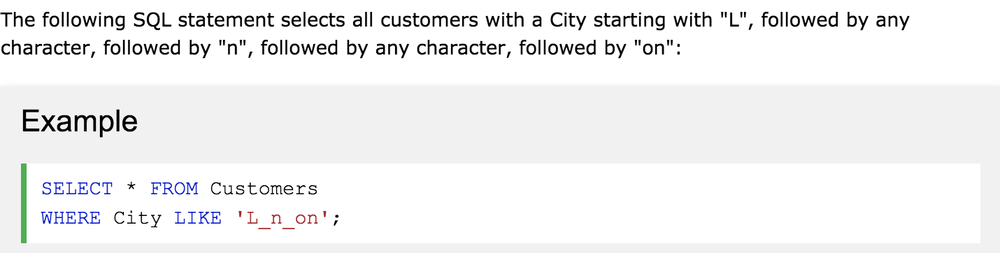 The following SQL statement selects all customers with a City starting with "L", followed by any
character, followed by "n", followed by any character, followed by "on":
Example
SELECT * FROM Customers
WHERE City LIKE 'L_n_on';